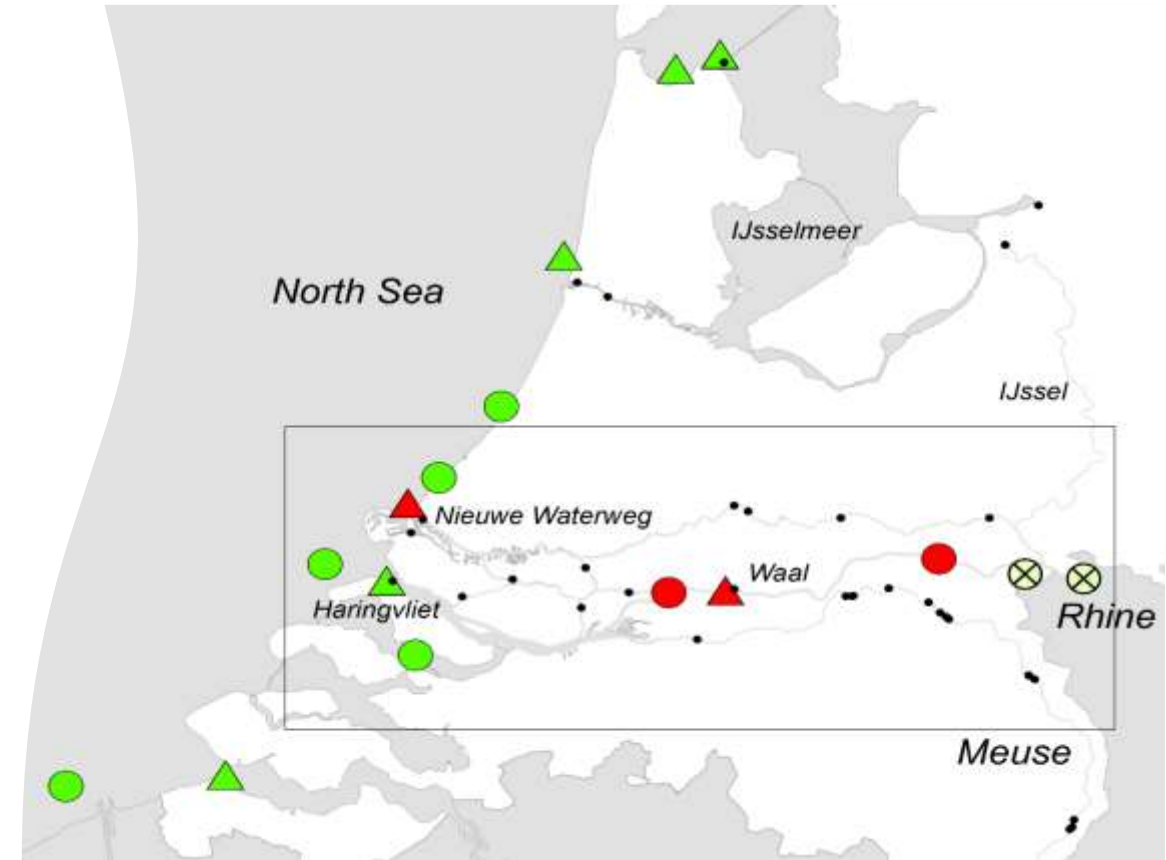 IJsselmeer
North Sea
IJssel
Nieuwe Waterweg
Waal
Haringvliet
Rhine
Meuse